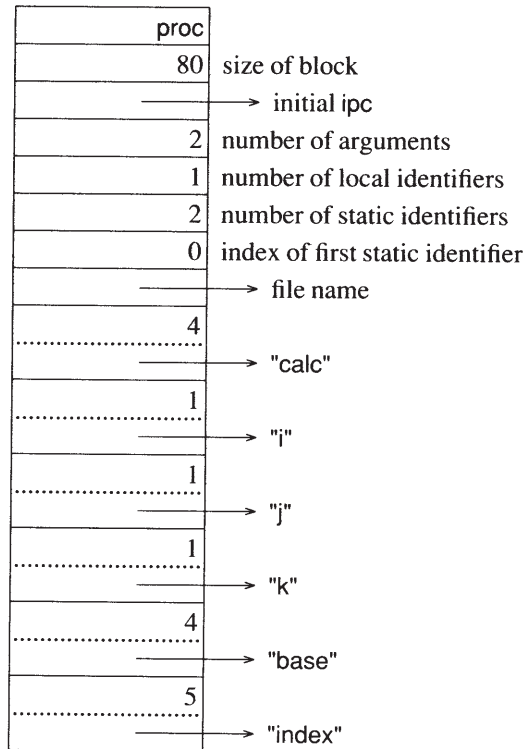 proc
80 size of block
initial ipc
2 number of arguments
1 number of local identifiers
2 number of static identifiers
0 index of first static identifier
file name
4
"calc"
1
"i"
1
"j"
1
"k"
4
"base"
5
"index"